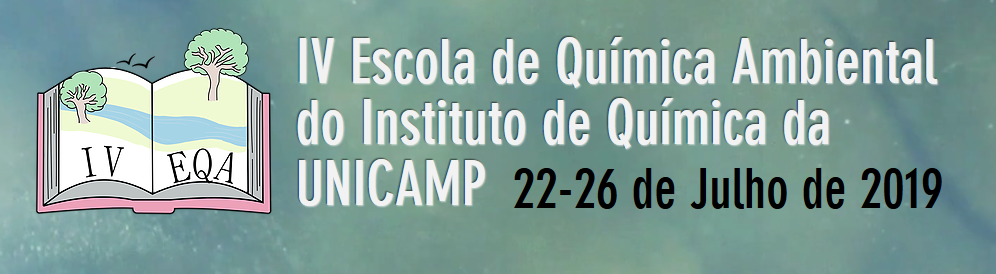 IV Escola de Química Ambiental
do Instituto de Química da
UNICAMP 22-26 de Julho de 2019
IV EQA